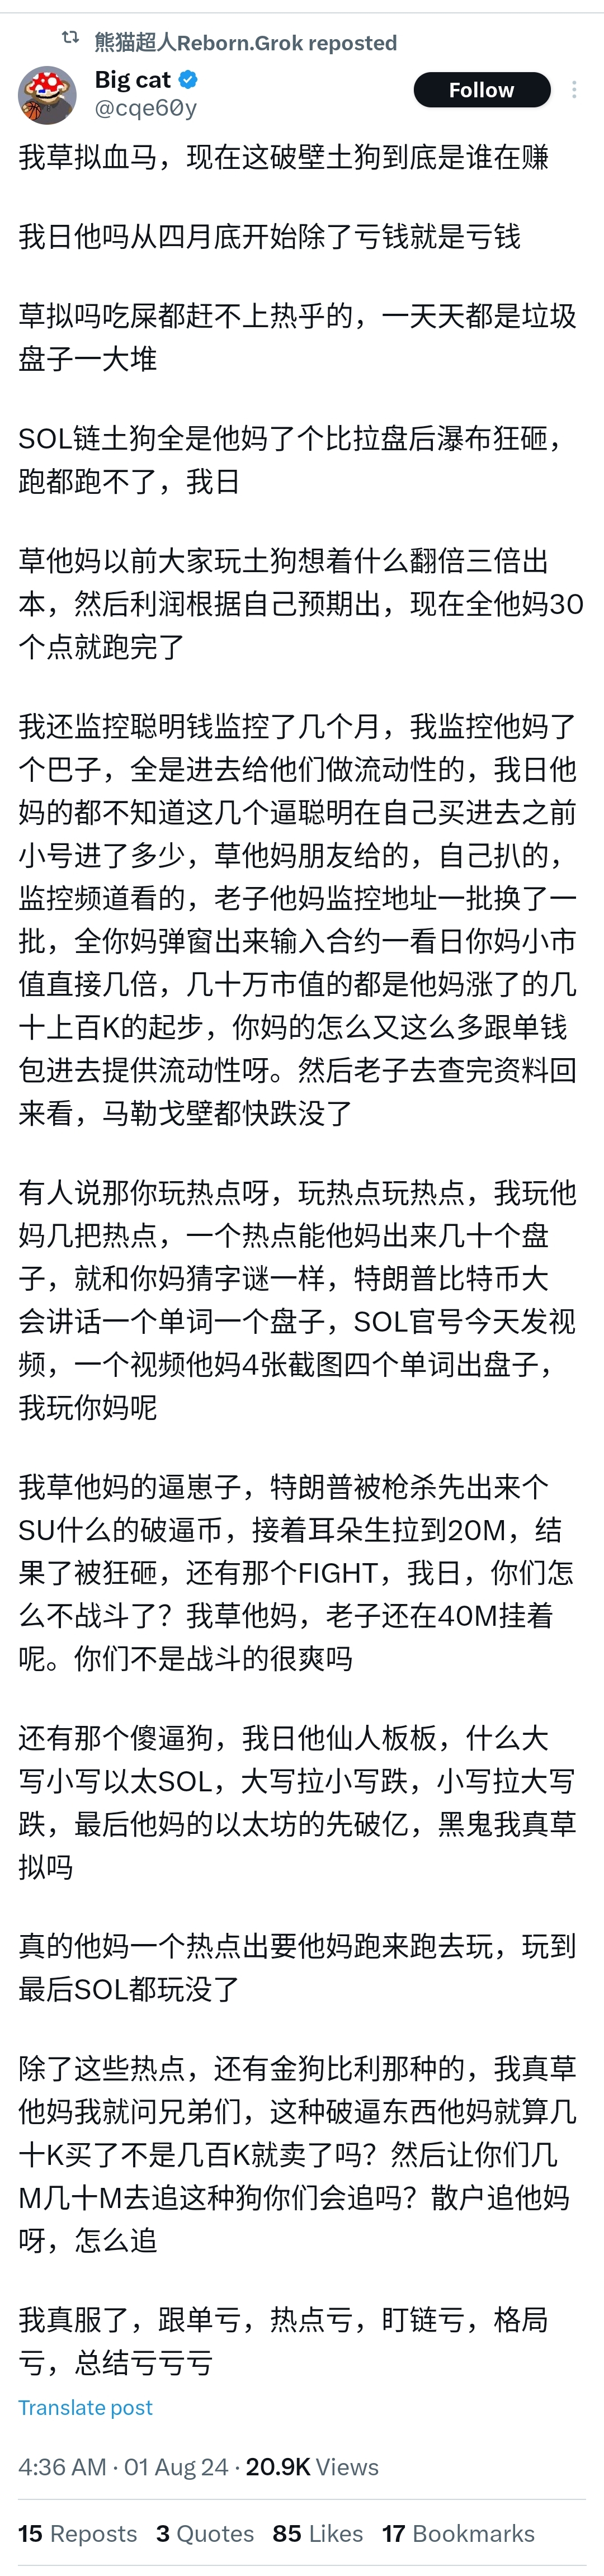 熊猫超人Reborn.Grok reposted
Big cat
@cqe60y
Follow
我草拟血马，现在这破壁土狗到底是谁在赚
我日他吗从四月底开始除了亏钱就是亏钱
草拟吗吃屎都赶不上热乎的，一天天都是垃圾
盘子一大堆
SOL链土狗全是他妈了个比拉盘后瀑布狂砸，
跑都跑不了，我日
草他妈以前大家玩土狗想着什么翻倍三倍出
本，然后利润根据自己预期出，现在全他妈30
个点就跑完了
我还监控聪明钱监控了几个月，我监控他妈了
个巴子，全是进去给他们做流动性的，我日他
妈的都不知道这几个逼聪明在自己买进去之前
小号进了多少，草他妈朋友给的，自己扒的，
监控频道看的，老子他妈监控地址一批换了一
批，全你妈弹窗出来输入合约一看日你妈小市
值直接几倍，几十万市值的都是他妈涨了的几
十上百K的起步，你妈的怎么又这么多跟单钱
包进去提供流动性呀。然后老子去查完资料回
来看，马勒戈壁都快跌没了
有人说那你玩热点呀，玩热点玩热点，我玩他
妈几把热点，一个热点能他妈出来几十个盘
子，就和你妈猜字谜一样，特朗普比特币大
会讲话一个单词一个盘子，SOL官号今天发视
频，一个视频他妈4张截图四个单词出盘子，
我玩你妈呢
我草他妈的逼崽子，特朗普被枪杀先出来个
SU什么的破逼币，接着耳朵生拉到20M，结
果了被狂砸，还有那个FIGHT，我日，你们怎
么不战斗了？我草他妈，老子还在40M挂着
呢。你们不是战斗的很爽吗
还有那个傻逼狗，我日他仙人板板，什么大
写小写以太SOL，大写拉小写跌，小写拉大写
跌，最后他妈的以太坊的先破亿，黑鬼我真草
拟吗
真的他妈一个热点出要他妈跑来跑去玩，玩到
最后SOL都玩没了
除了这些热点，还有金狗比利那种的，我真草
他妈我就问兄弟们，这种破逼东西他妈就算几
十K买了不是几百K就卖了吗？然后让你们几
M几十M去追这种狗你们会追吗？散户追他妈
呀，怎么追
我真服了，跟单亏，热点亏，盯链亏，格局
亏，总结亏亏亏
Translate post
4:36 AM · 01 Aug 24 · 20.9K Views
15 Reposts 3 Quotes 85 Likes 17 Bookmarks